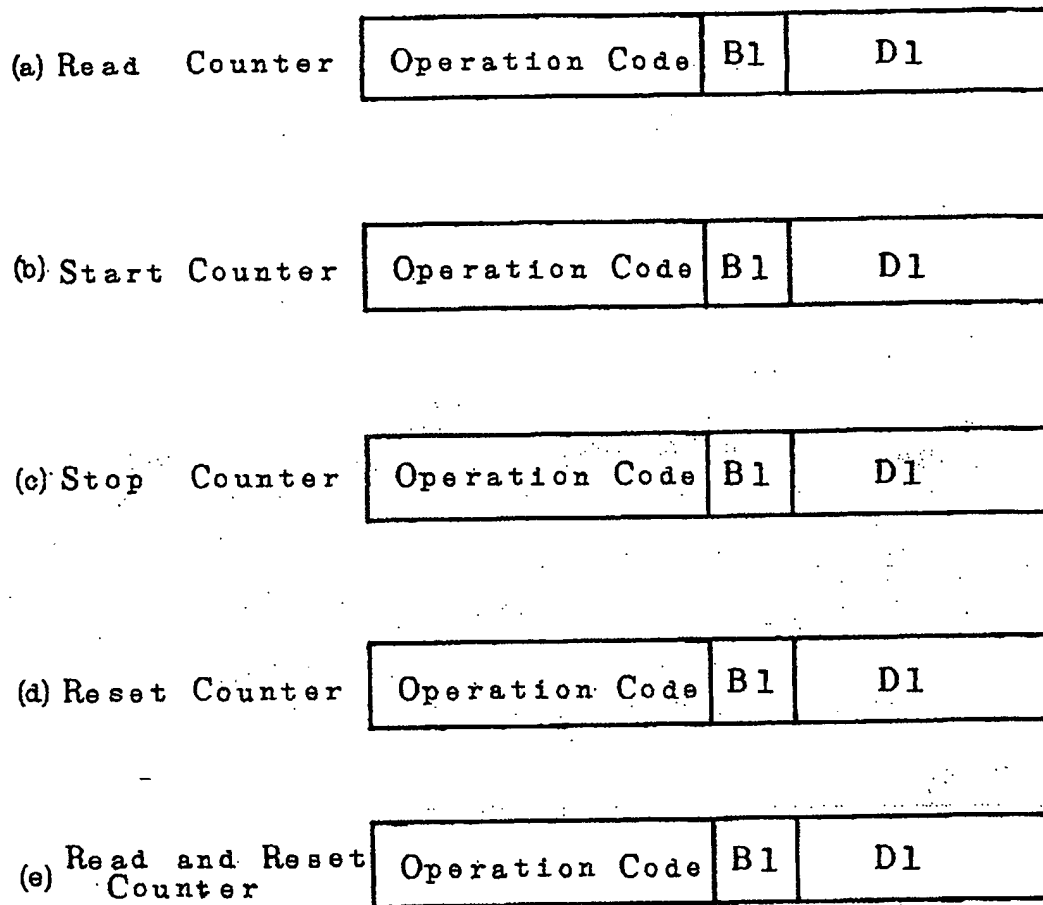 (a) Read Counter Operation Code B1 D1
(b) Start Counter Operation Code B1 D1
(c) Stop Counter Operation Code B1 D1
(d) Reset Counter Operation Code B1 D1
(e) Read and Reset Counter Operation Code B1 D1